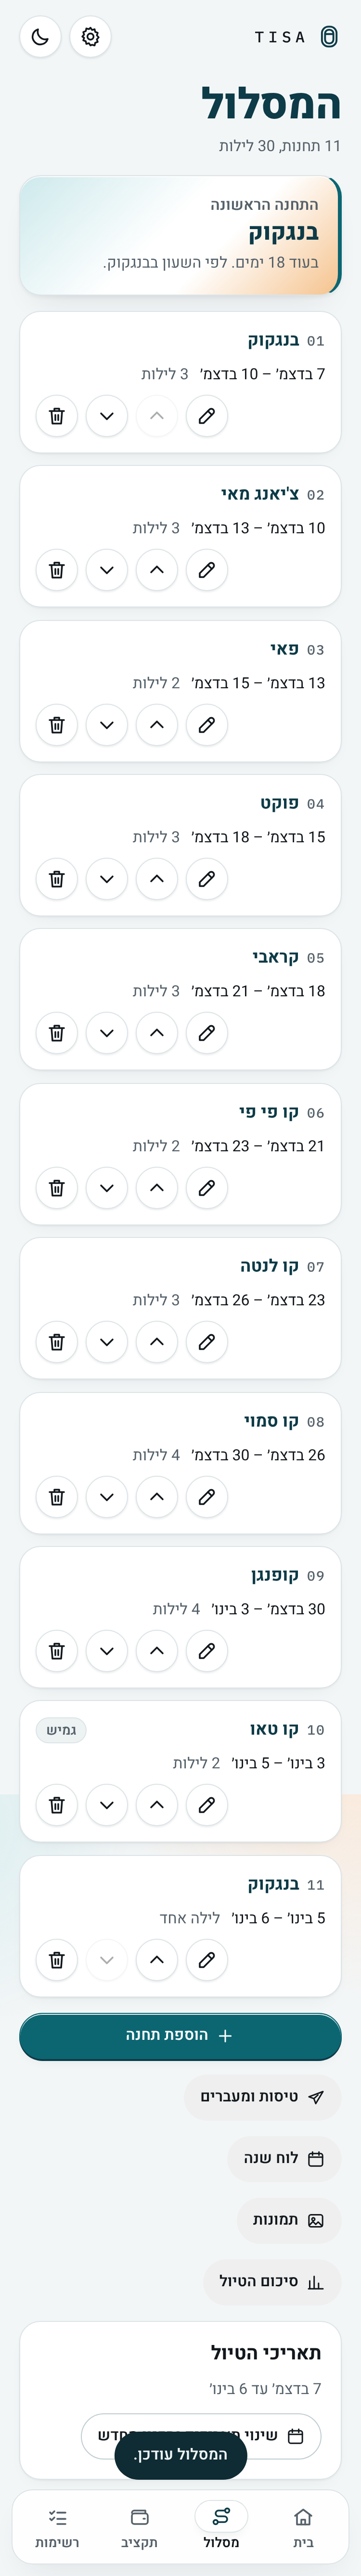 TISA
המסלול
11 תחנות, 30 לילות
התחנה הראשונה
בנגקוק
בעוד 18 ימים. לפי השעון בבנגקוק.
01 בנגקוק
7 בדצמ׳ – 10 בדצמ׳ 3 לילות
02 צ'יאנג מאי
10 בדצמ׳ – 13 בדצמ׳ 3 לילות
03 פאי
13 בדצמ׳ – 15 בדצמ׳ 2 לילות
04 פוקט
15 בדצמ׳ – 18 בדצמ׳ 3 לילות
05 קראבי
18 בדצמ׳ – 21 בדצמ׳ 3 לילות
06 קו פי פי
21 בדצמ׳ – 23 בדצמ׳ 2 לילות
07 קו לנטה
23 בדצמ׳ – 26 בדצמ׳ 3 לילות
08 קו סמוי
26 בדצמ׳ – 30 בדצמ׳ 4 לילות
09 קופנגן
30 בדצמ׳ – 3 בינו׳ 4 לילות
10 קו טאו גמיש
3 בינו׳ – 5 בינו׳ 2 לילות
11 בנגקוק
5 בינו׳ – 6 בינו׳ לילה אחד
הוספת תחנה
טיסות ומעברים
לוח שנה
תמונות
סיכום הטיול
תאריכי הטיול
7 בדצמ׳ עד 6 בינו׳
שינוי
המסלול עודכן.
בית מסלול תקציב רשימות